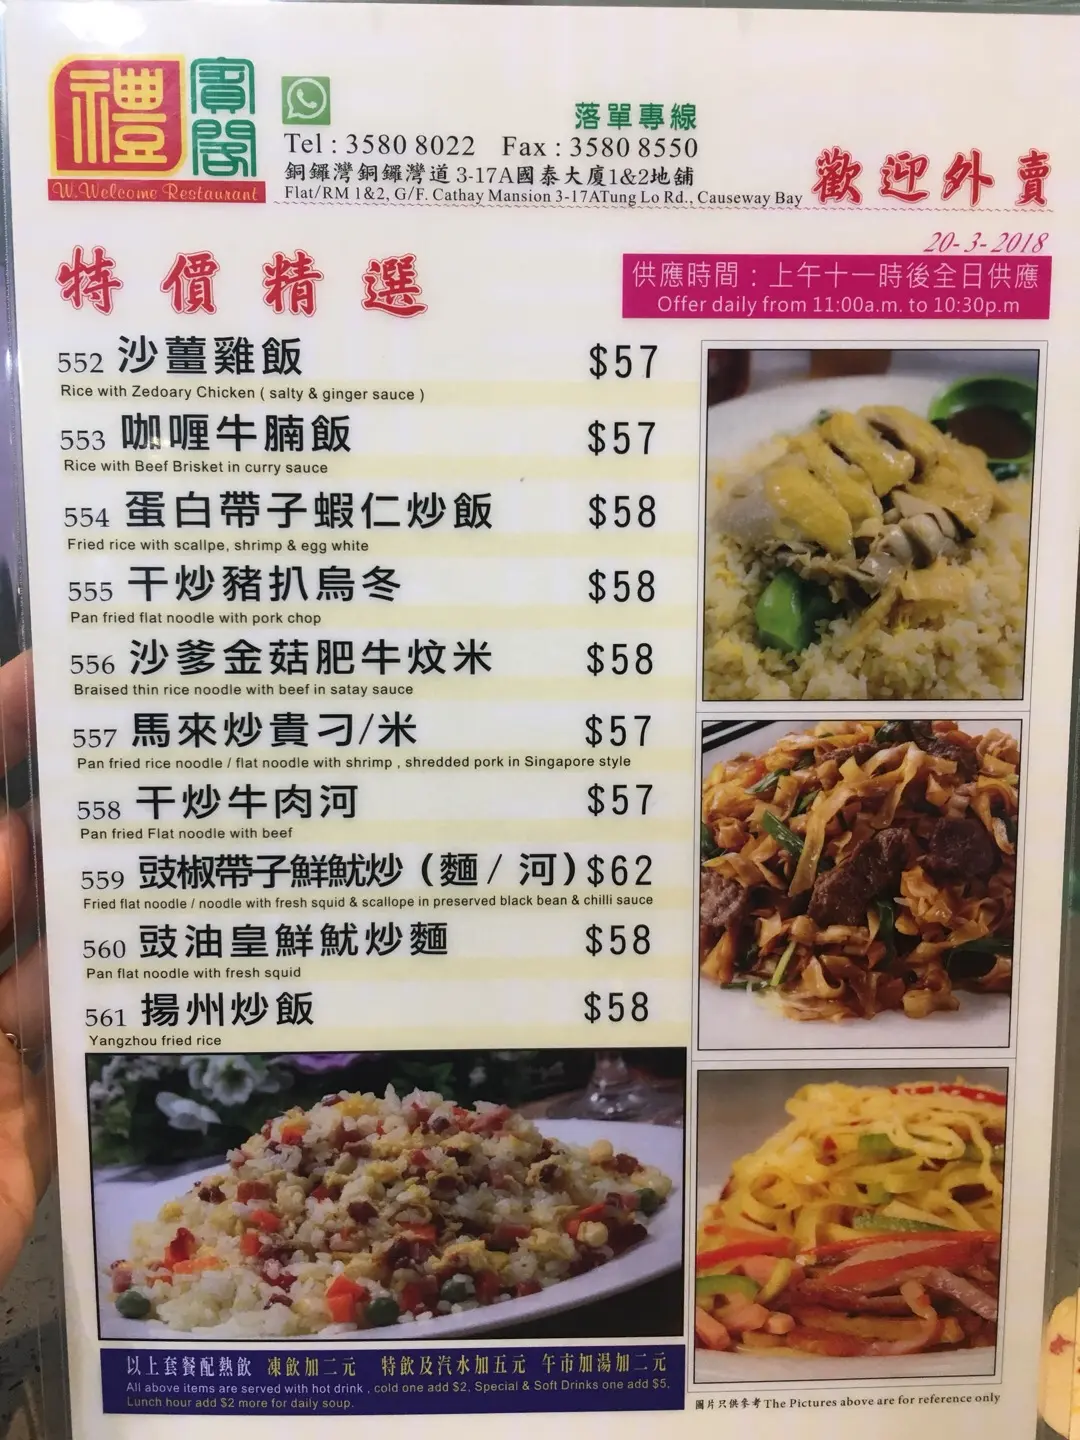 禮賓閣
W.Welcome Restaurant
落單專線
Tel : 3580 8022 Fax : 3580 8550
銅鑼灣銅鑼灣道 3-17A國泰大廈1&2地舖
Flat/RM 1&2, G/F. Cathay Mansion 3-17ATung Lo Rd., Causeway Bay
歡迎外賣
20-3-2018
特價精選
供應時間：上午十一時後全日供應
Offer daily from 11:00a.m. to 10:30p.m
552 沙薑雞飯 $57
Rice with Zedoary Chicken ( salty & ginger sauce )
553 咖喱牛腩飯 $57
Rice with Beef Brisket in curry sauce
554 蛋白帶子蝦仁炒飯 $58
Fried rice with scallpe, shrimp & egg white
555 干炒豬扒烏冬 $58
Pan fried flat noodle with pork chop
556 沙爹金菇肥牛炆米 $58
Braised thin rice noodle with beef in satay sauce
557 馬來炒貴刁/米 $57
Pan fried rice noodle / flat noodle with shrimp , shredded pork in Singapore style
558 干炒牛肉河 $57
Pan fried Flat noodle with beef
559 豉椒帶子鮮魷炒（麵 / 河）$62
Fried flat noodle / noodle with fresh squid & scallope in preserved black bean & chilli sauce
560 豉油皇鮮魷炒麵 $58
Pan flat noodle with fresh squid
561 揚州炒飯 $58
Yangzhou fried rice
以上套餐配熱飲 凍飲加二元 特飲及汽水加五元 午市加湯加二元
All above items are served with hot drink , cold one add $2, Special & Soft Drinks one add $5,
Lunch hour add $2 more for daily soup.
圖片只供參考 The Pictures above are for reference only